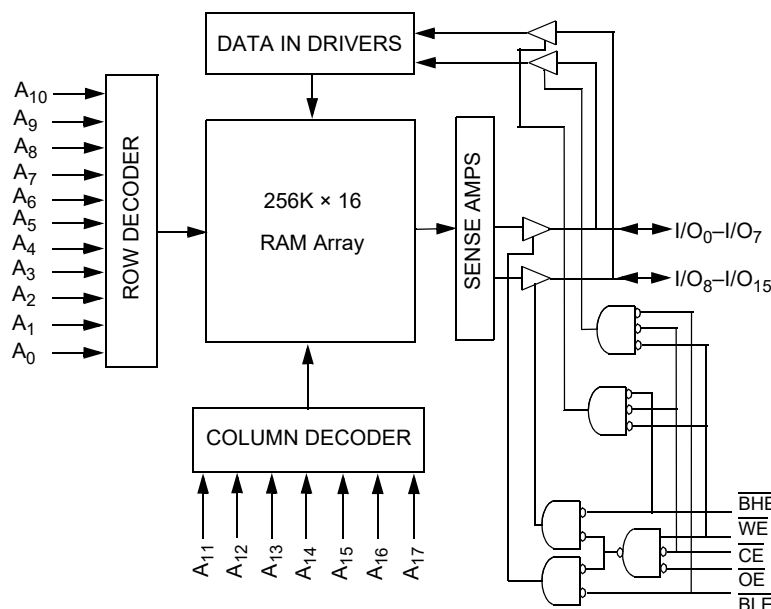 DATA IN DRIVERS
A10
A9
A8
A7
A6
A5
A4
A3
A2
A1
A0
ROW DECODER
256K × 16
RAM Array
SENSE AMPS
I/O0–I/O7
I/O8–I/O15
COLUMN DECODER
A11
A12
A13
A14
A15
A16
A17
BHE
WE
CE
OE
BLE